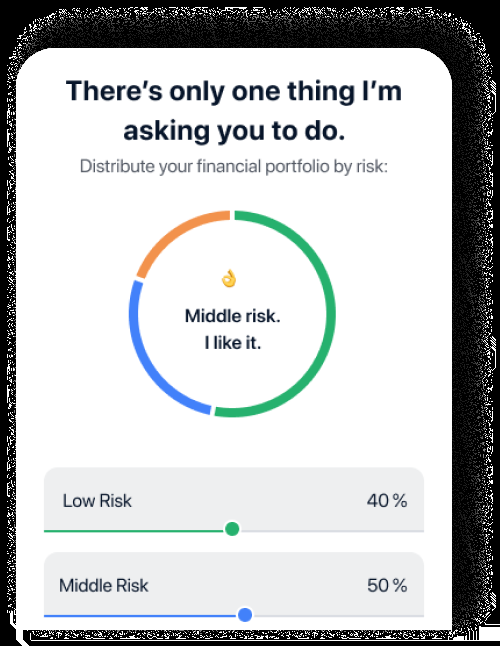 There’s only one thing I’m
asking you to do.
Distribute your financial portfolio by risk:
👌
Middle risk.
I like it.
Low Risk 40 %
Middle Risk 50 %